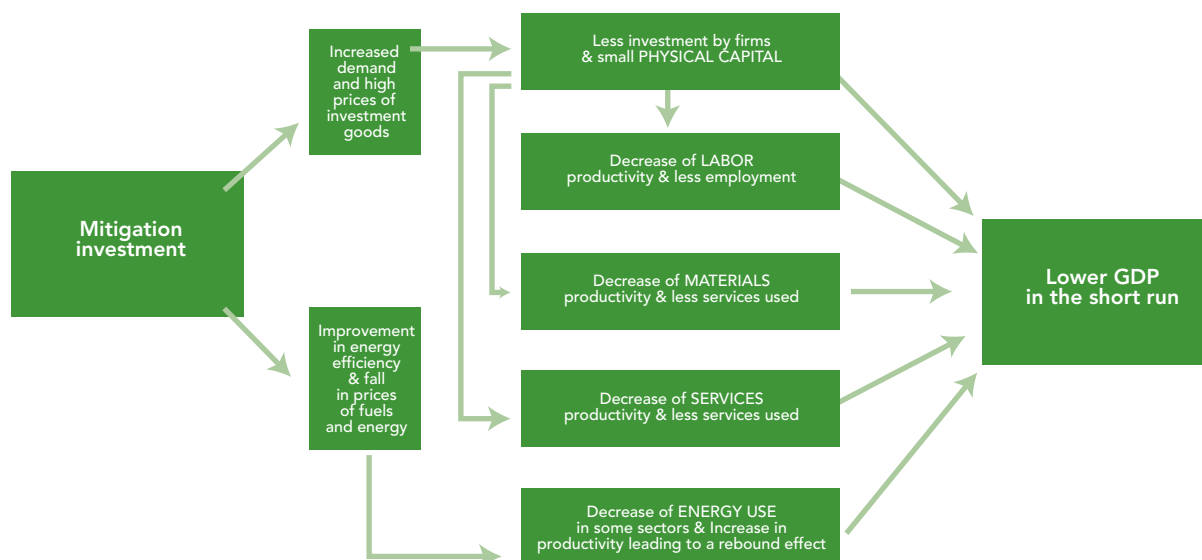 Mitigation
investment
Increased
demand
and high
prices of
investment
goods
Improvement
in energy
efficiency
& fall
in prices
of fuels
and energy
Less investment by firms
& small PHYSICAL CAPITAL
Decrease of LABOR
productivity & less employment
Decrease of MATERIALS
productivity & less services used
Decrease of SERVICES
productivity & less services used
Decrease of ENERGY USE
in some sectors & Increase in
productivity leading to a rebound effect
Lower GDP
in the short run